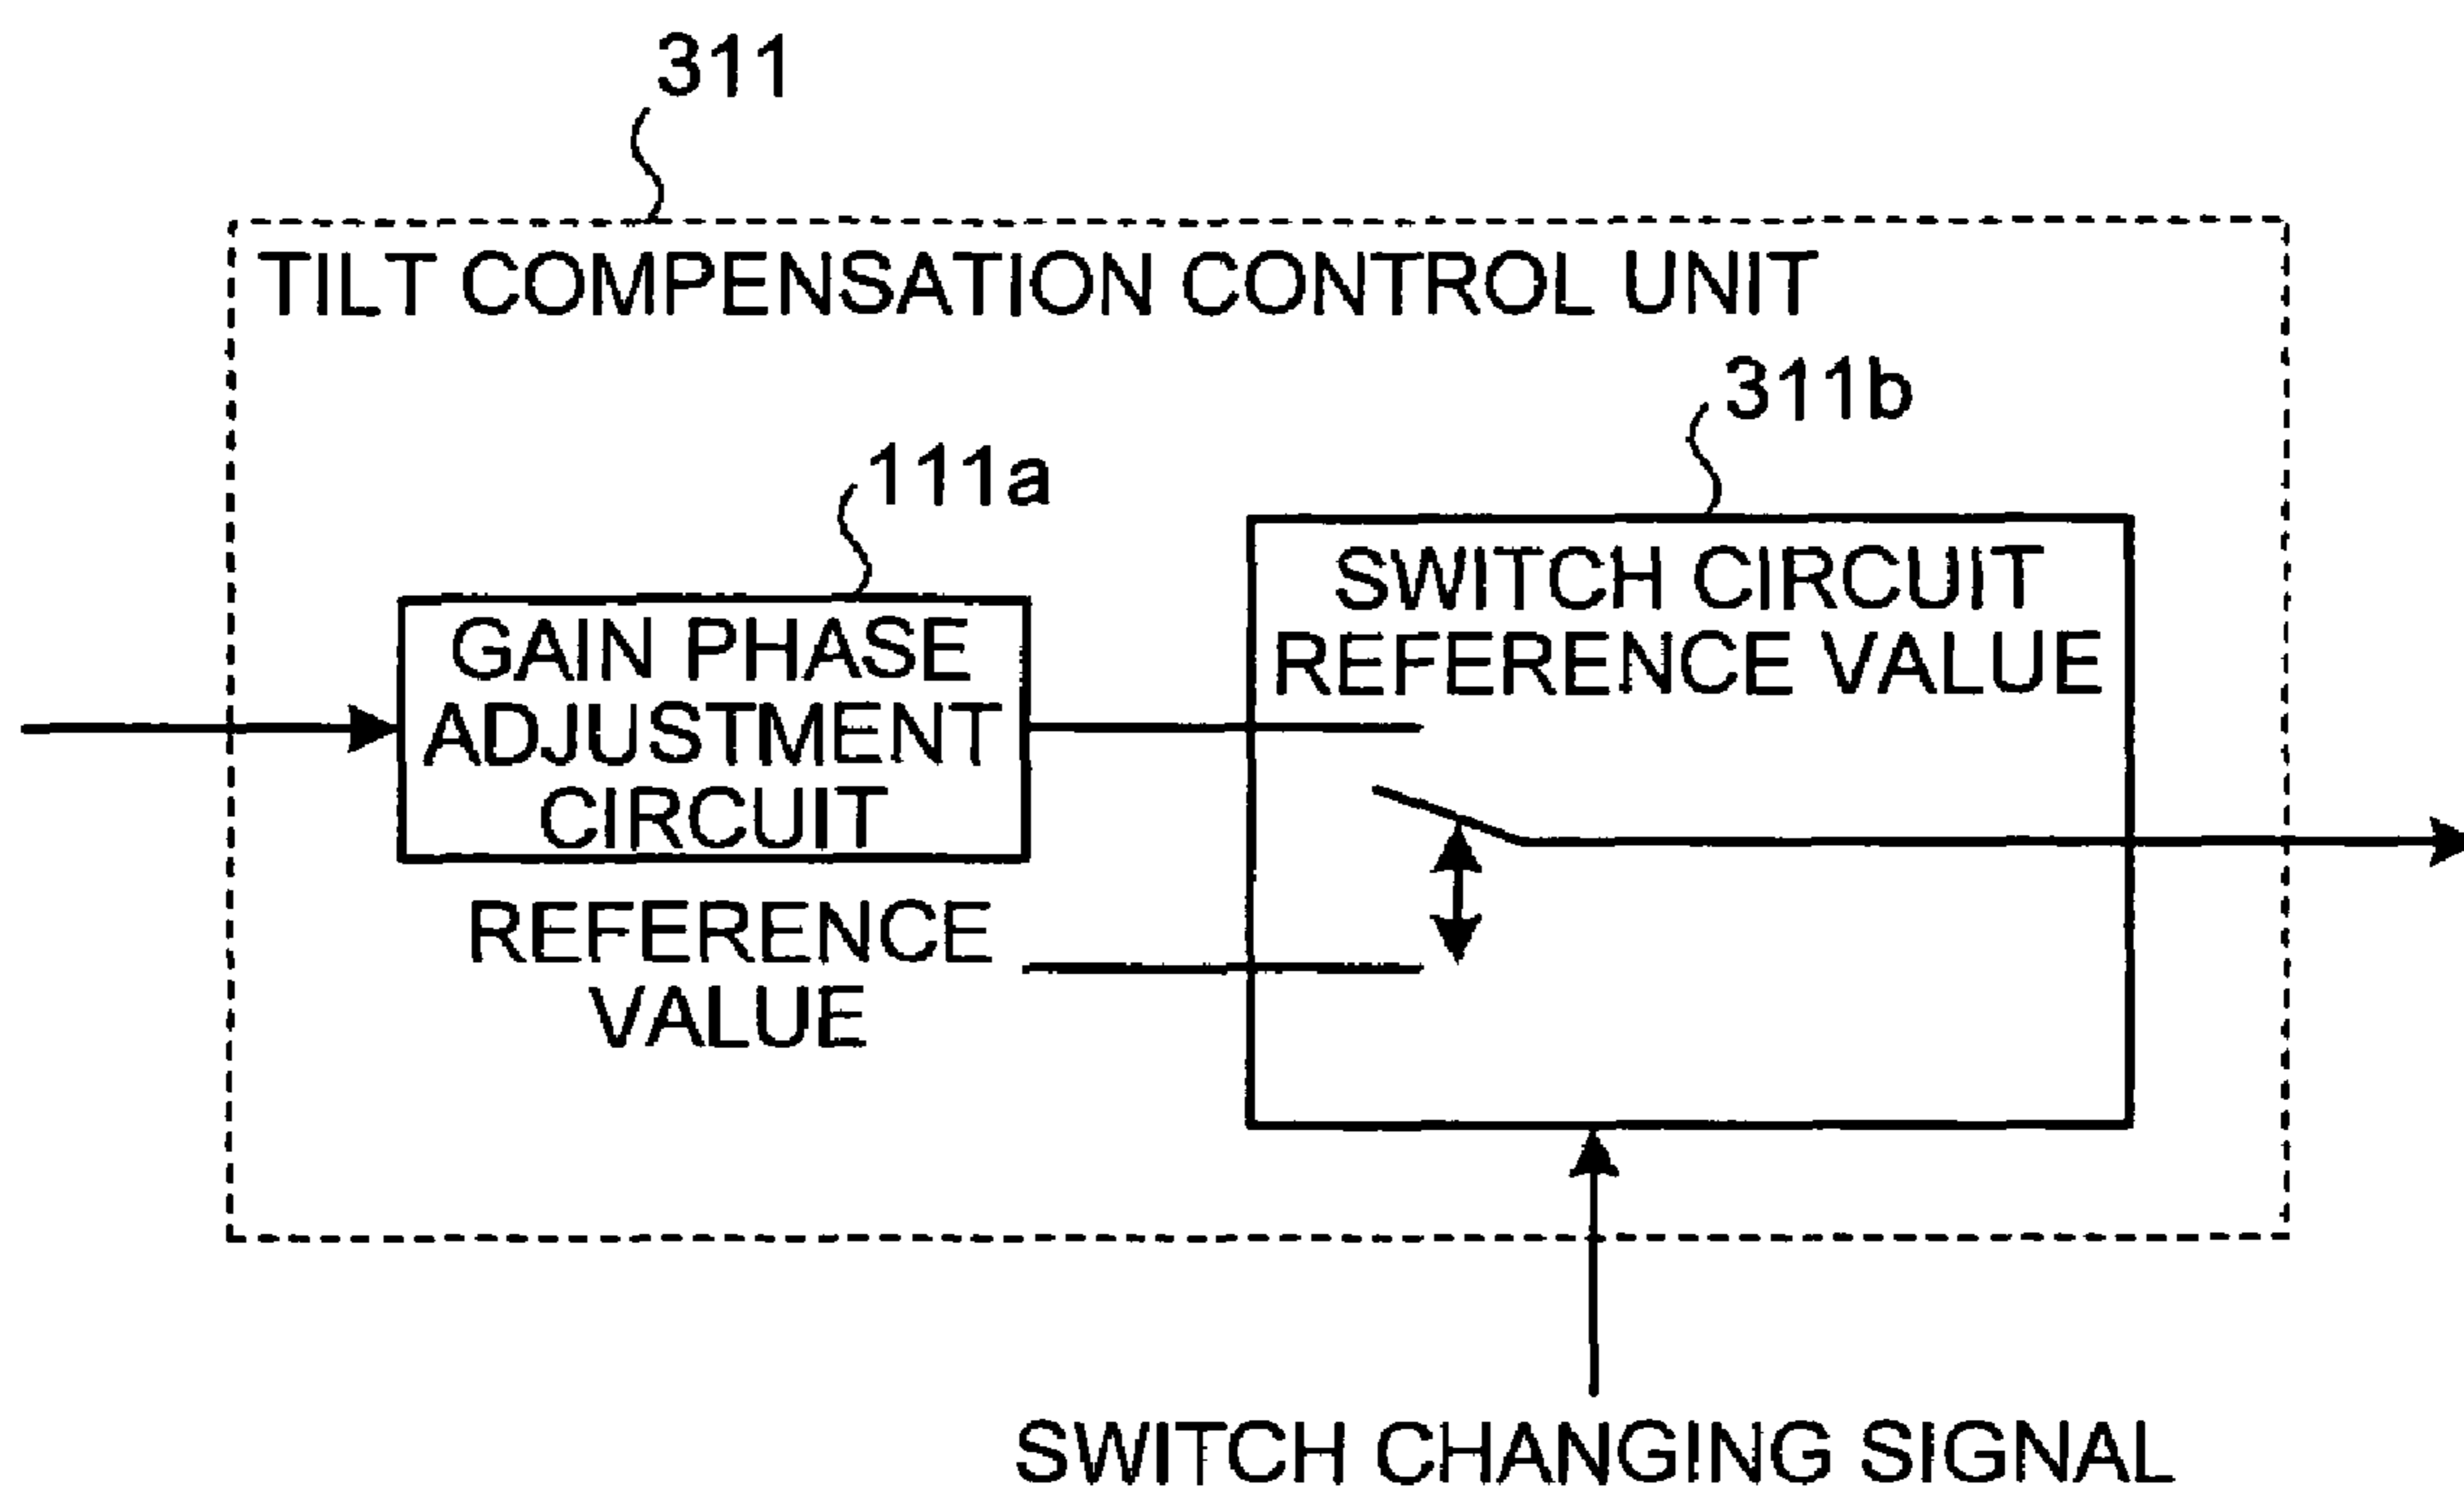 311
TILT COMPENSATION CONTROL UNIT
311b
111a
SWITCH CIRCUIT
REFERENCE VALUE
GAIN PHASE
ADJUSTMENT
CIRCUIT
REFERENCE
VALUE
SWITCH CHANGING SIGNAL